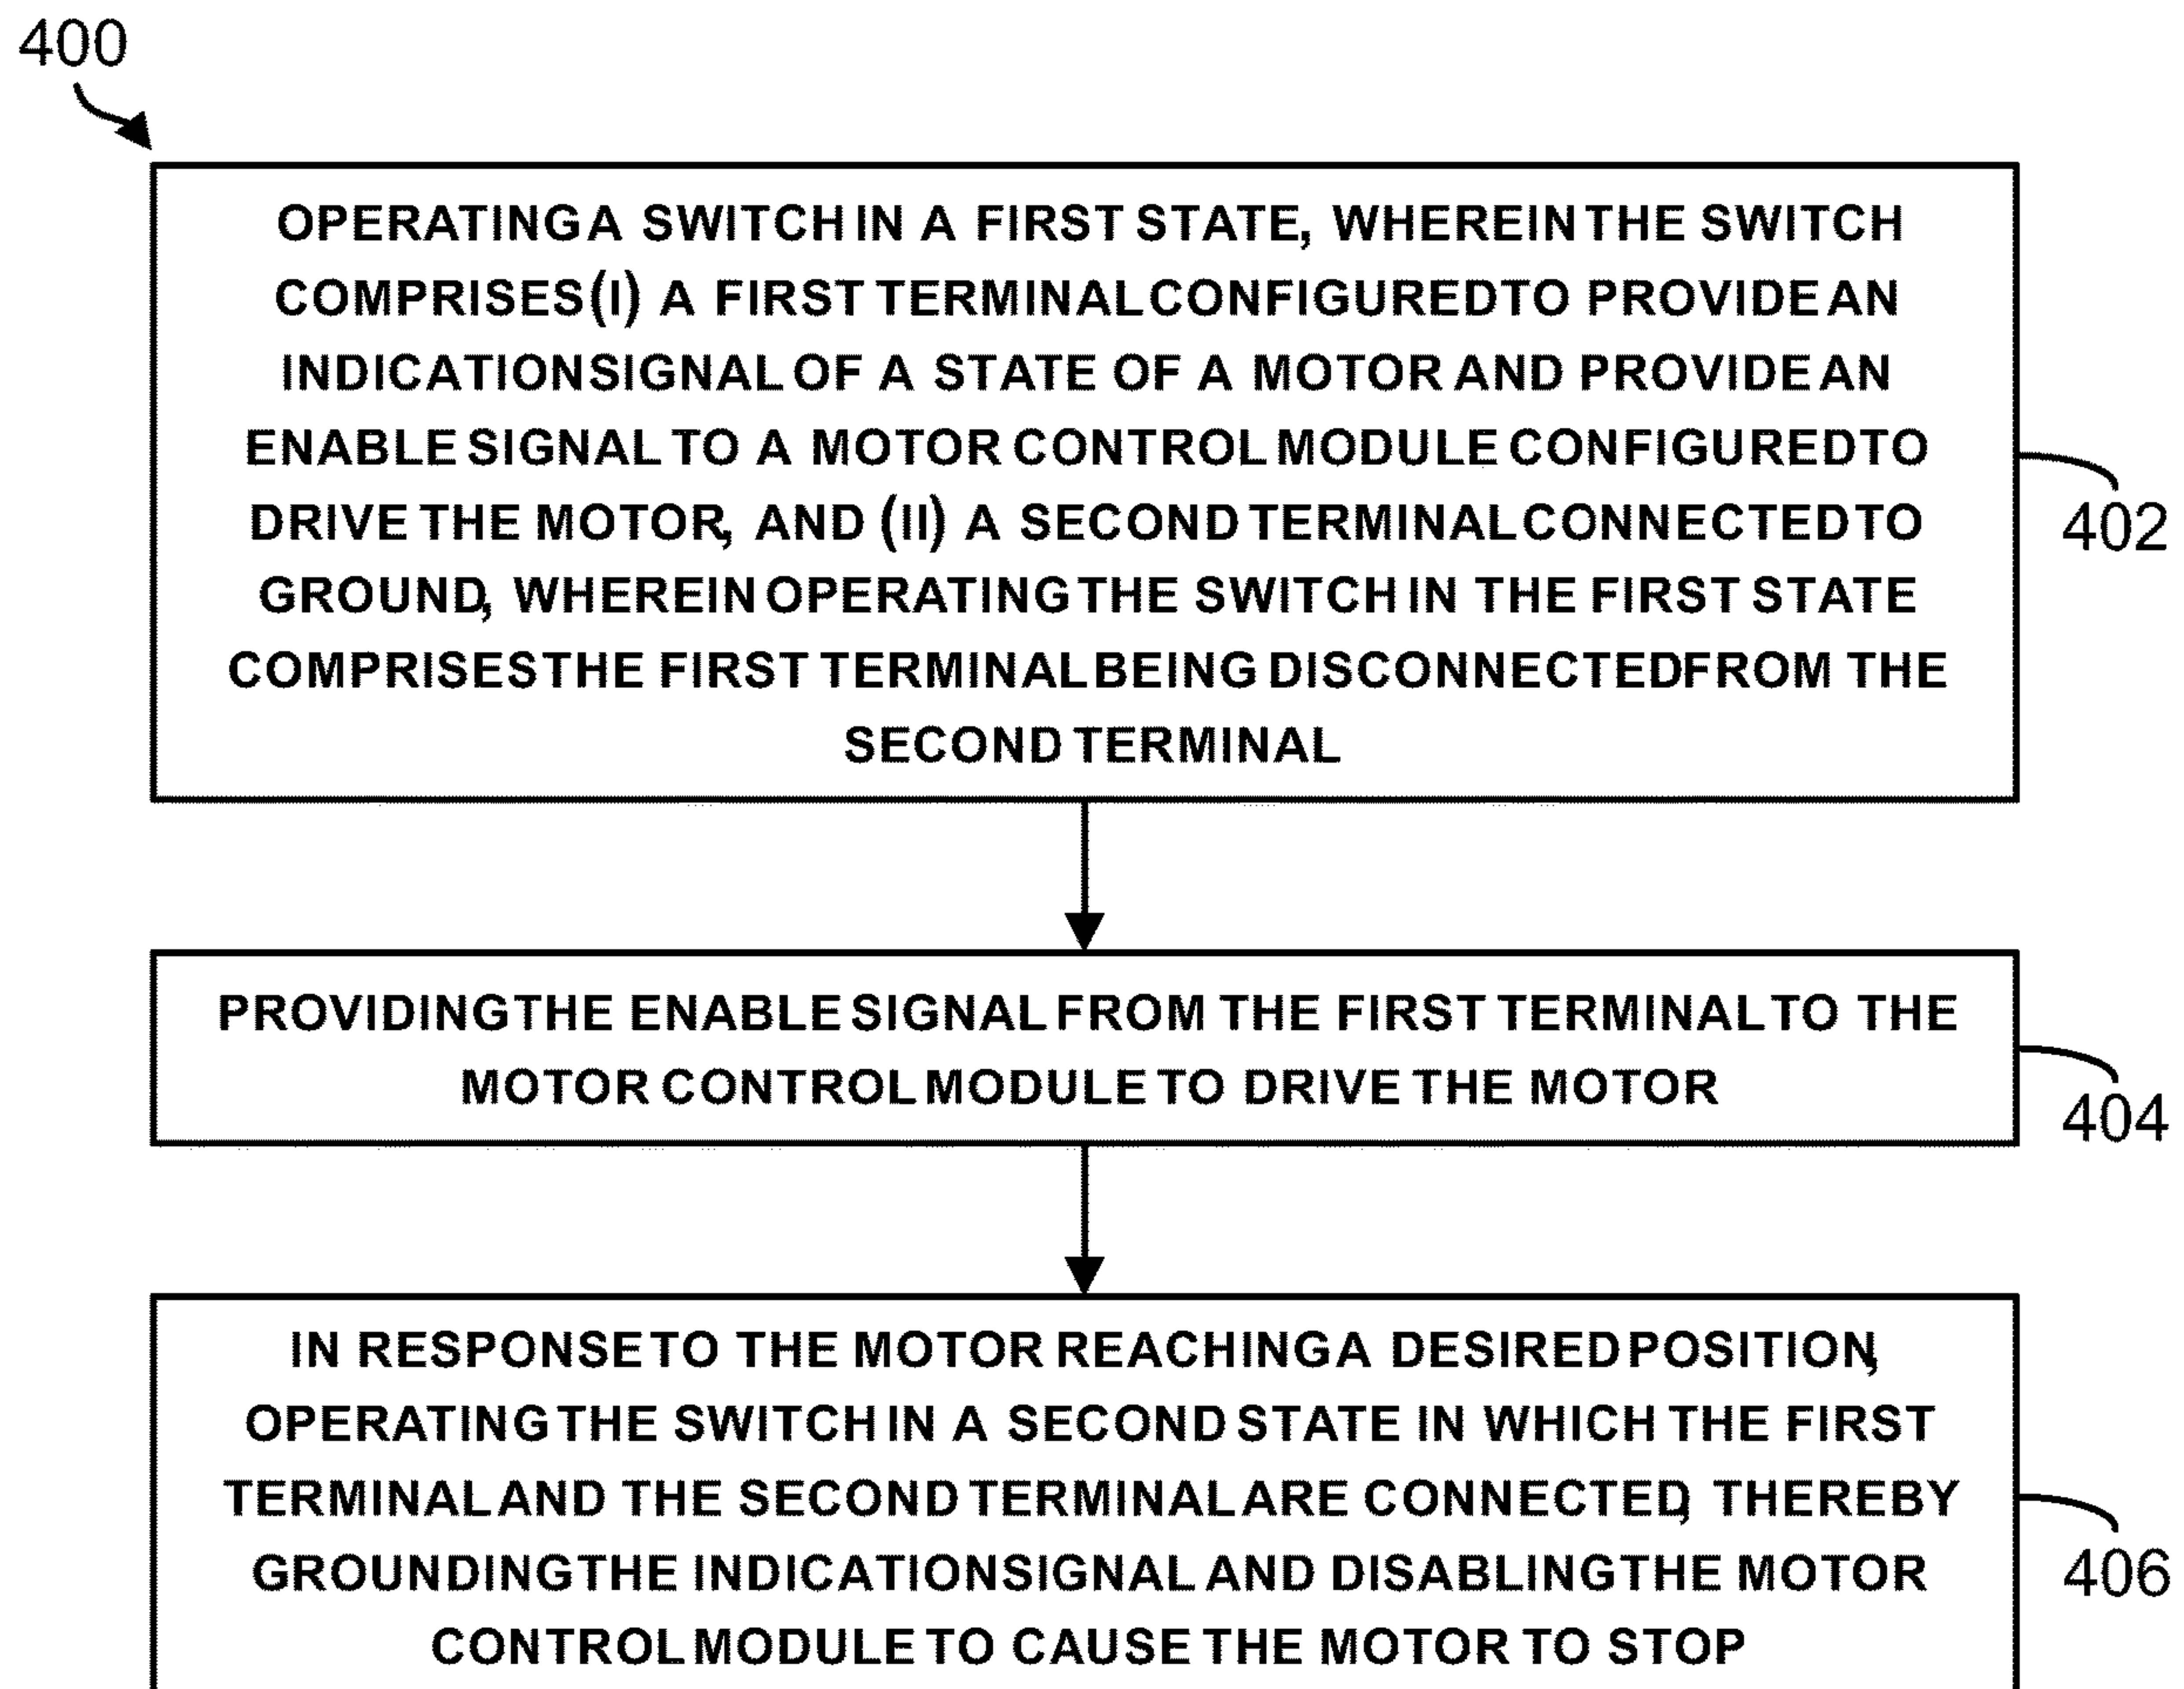 400
OPERATING A SWITCH IN A FIRST STATE, WHEREIN THE SWITCH
COMPRISES (I) A FIRST TERMINAL CONFIGURED TO PROVIDE AN
INDICATION SIGNAL OF A STATE OF A MOTOR AND PROVIDE AN
ENABLE SIGNAL TO A MOTOR CONTROL MODULE CONFIGURED TO
DRIVE THE MOTOR, AND (II) A SECOND TERMINAL CONNECTED TO
GROUND, WHEREIN OPERATING THE SWITCH IN THE FIRST STATE
COMPRISES THE FIRST TERMINAL BEING DISCONNECTED FROM THE
SECOND TERMINAL
402
PROVIDING THE ENABLE SIGNAL FROM THE FIRST TERMINAL TO THE
MOTOR CONTROL MODULE TO DRIVE THE MOTOR
404
IN RESPONSE TO THE MOTOR REACHING A DESIRED POSITION,
OPERATING THE SWITCH IN A SECOND STATE IN WHICH THE FIRST
TERMINAL AND THE SECOND TERMINAL ARE CONNECTED, THEREBY
GROUNDING THE INDICATION SIGNAL AND DISABLING THE MOTOR
CONTROL MODULE TO CAUSE THE MOTOR TO STOP
406